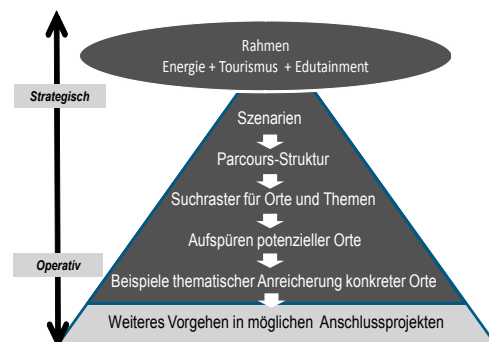 Rahmen
Energie + Tourismus + Edutainment
Strategisch
Szenarien
Parcours-Struktur
Suchraster für Orte und Themen
Aufspüren potenzieller Orte
Operativ
Beispiele thematischer Anreicherung konkreter Orte
Weiteres Vorgehen in möglichen Anschlussprojekten